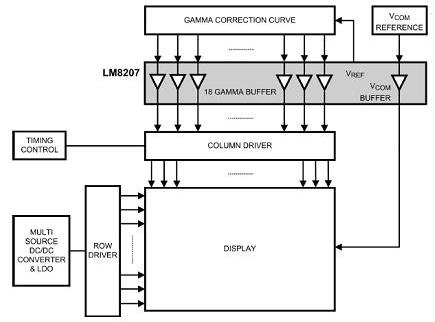 GAMMA CORRECTION CURVE
VCOM
REFERENCE
LM8207
VREF
18 GAMMA BUFFER
VCOM
BUFFER
TIMING
CONTROL
COLUMN DRIVER
MULTI
SOURCE
DC/DC
CONVERTER
& LDO
ROW
DRIVER
DISPLAY